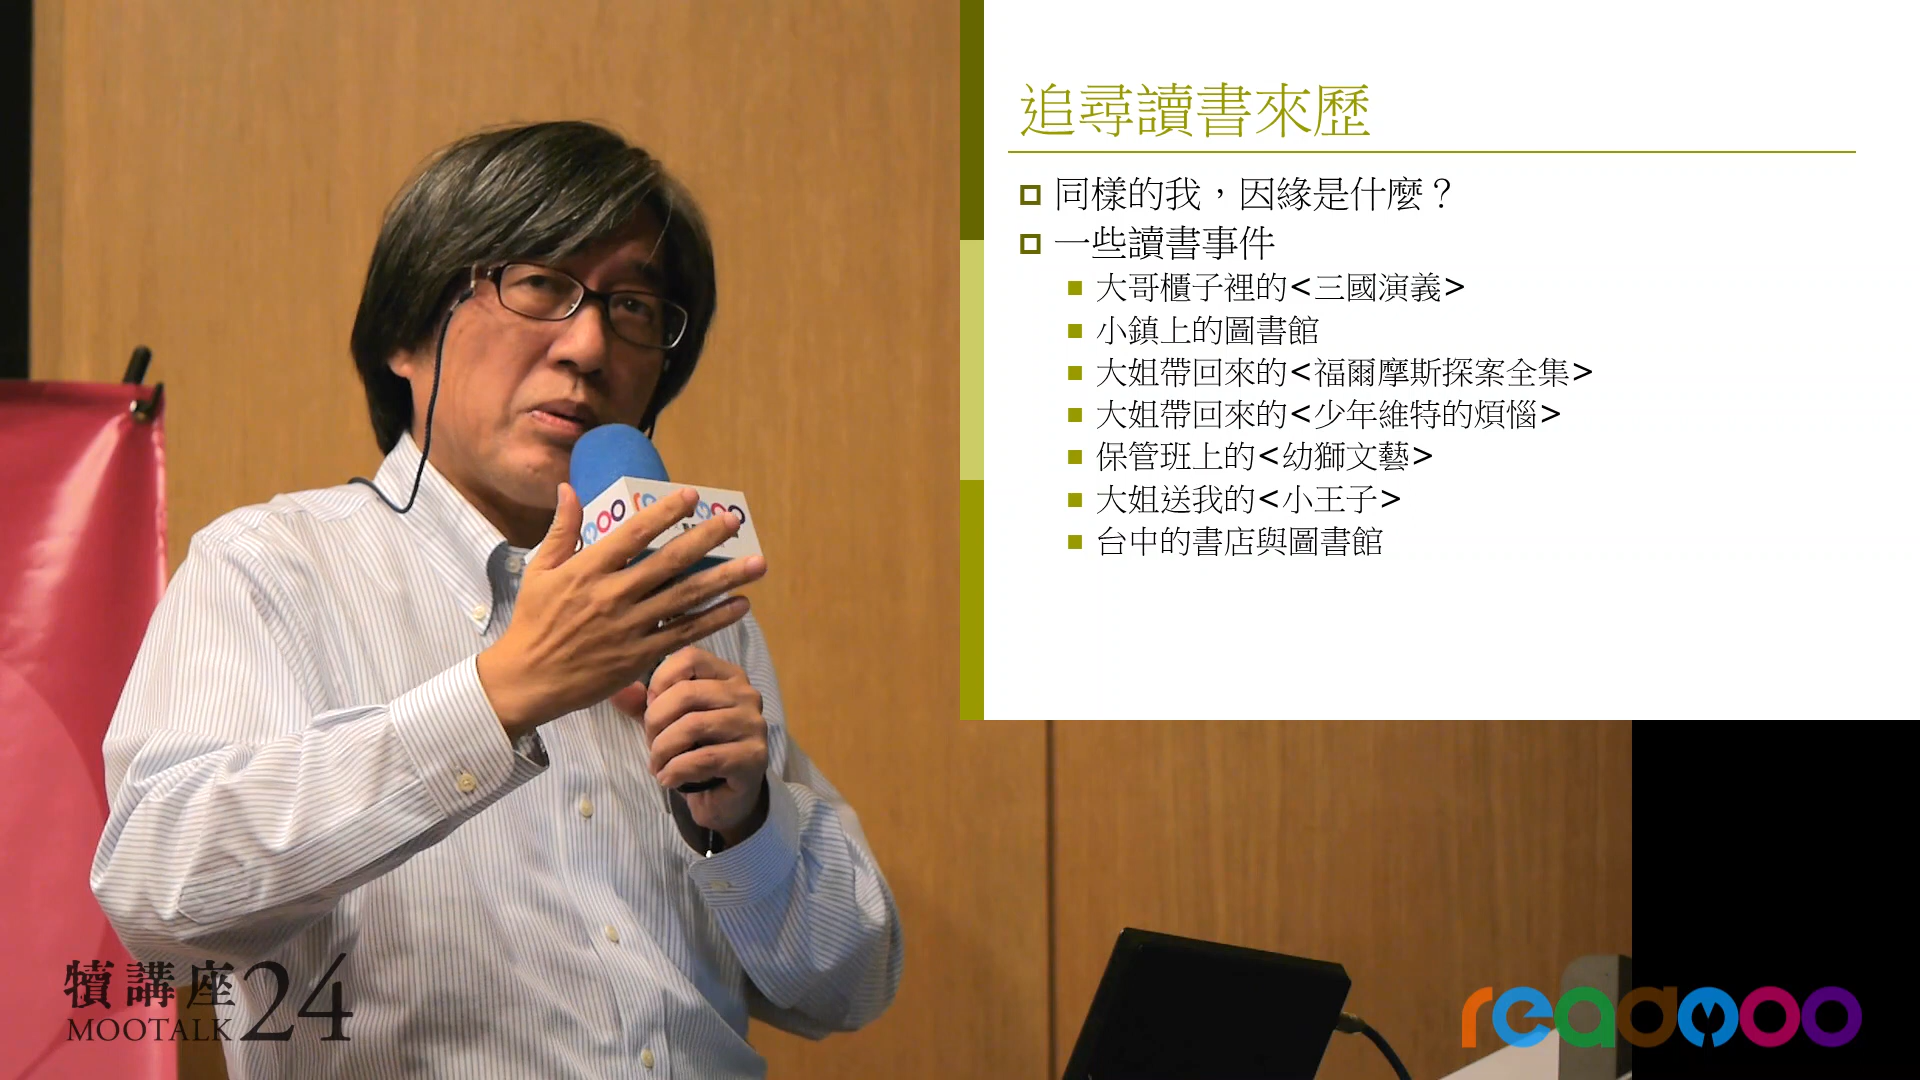 追尋讀書來歷
同樣的我，因緣是什麼？
一些讀書事件
大哥櫃子裡的<三國演義>
小鎮上的圖書館
大姐帶回來的<福爾摩斯探案全集>
大姐帶回來的<少年維特的煩惱>
保管班上的<幼獅文藝>
大姐送我的<小王子>
台中的書店與圖書館
犢講座24
MOOTALK
readmoo